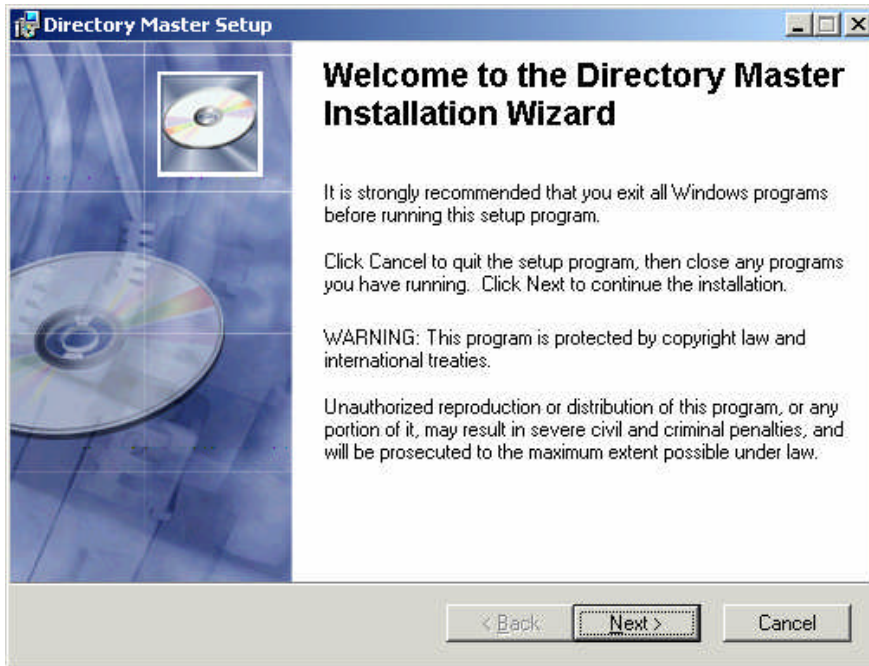 Directory Master Setup
Welcome to the Directory Master
Installation Wizard
It is strongly recommended that you exit all Windows programs
before running this setup program.
Click Cancel to quit the setup program, then close any programs
you have running.  Click Next to continue the installation.
WARNING: This program is protected by copyright law and
international treaties.
Unauthorized reproduction or distribution of this program, or any
portion of it, may result in severe civil and criminal penalties, and
will be prosecuted to the maximum extent possible under law.
< Back
Next >
Cancel